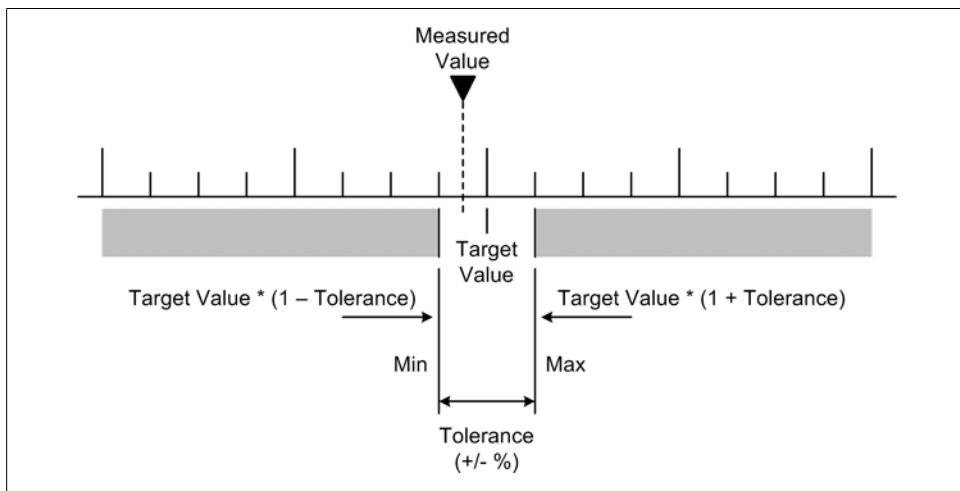 Measured
Value
Target
Value
Target Value * (1 – Tolerance)
Target Value * (1 + Tolerance)
Min
Max
Tolerance
(+/- %)